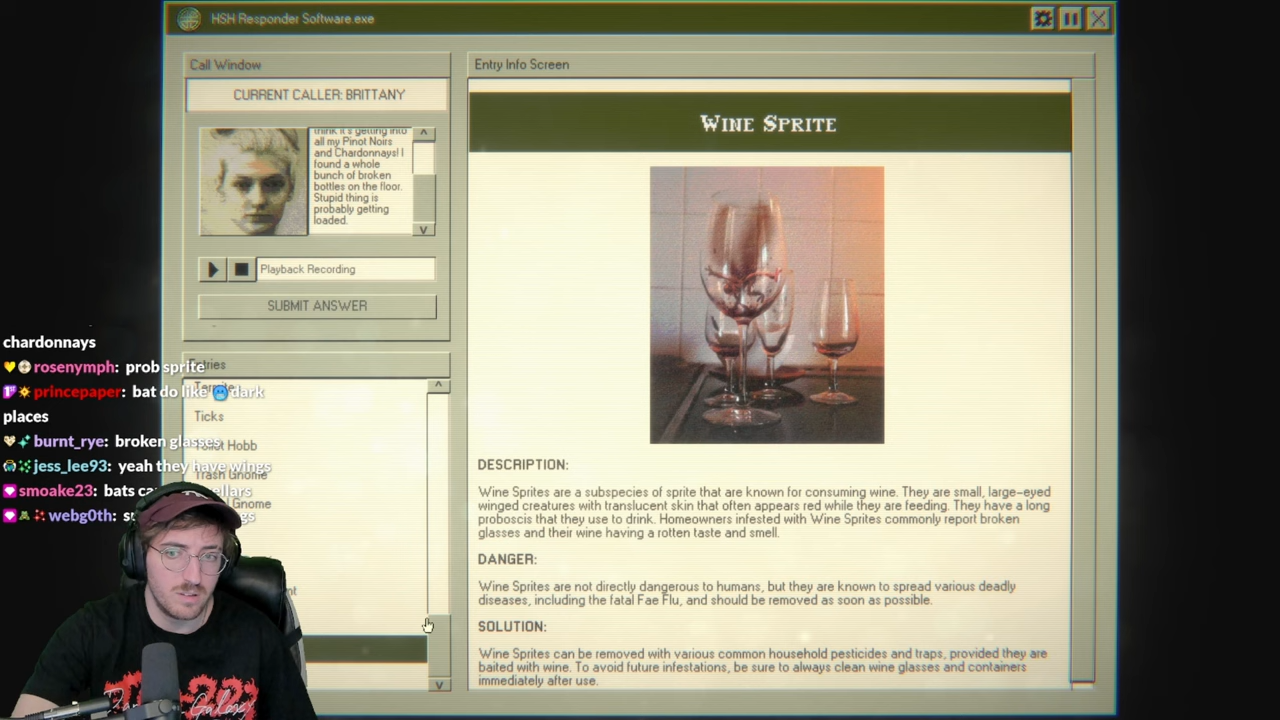 HSH Responder Software.exe
Call Window
CURRENT CALLER: BRITTANY
think it's getting into
all my Pinot Noirs
and Chardonnays! I
found a whole
bunch of broken
bottles on the floor.
Stupid thing is
probably getting
loaded.
Playback Recording
SUBMIT ANSWER
Entries
Ticks
Toilet Hobb
Trash Gnome
Gnome
Entry Info Screen
WINE SPRITE
DESCRIPTION:
Wine Sprites are a subspecies of sprite that are known for consuming wine. They are small, large-eyed
winged creatures with translucent skin that often appears red while they are feeding. They have a long
proboscis that they use to drink. Homeowners infested with Wine Sprites commonly report broken
glasses and their wine having a rotten taste and smell.
DANGER:
Wine Sprites are not directly dangerous to humans, but they are known to spread various deadly
diseases, including the fatal Fae Flu, and should be removed as soon as possible.
SOLUTION:
Wine Sprites can be removed with various common household pesticides and traps, provided they are
baited with wine. To avoid future infestations, be sure to always clean wine glasses and containers
immediately after use.
chardonnays
rosenymph: prob sprite
princepaper: bat do like dark
places
burnt_rye: broken glasses
jess_lee93: yeah they have wings
smoake23: bats
webg0th: